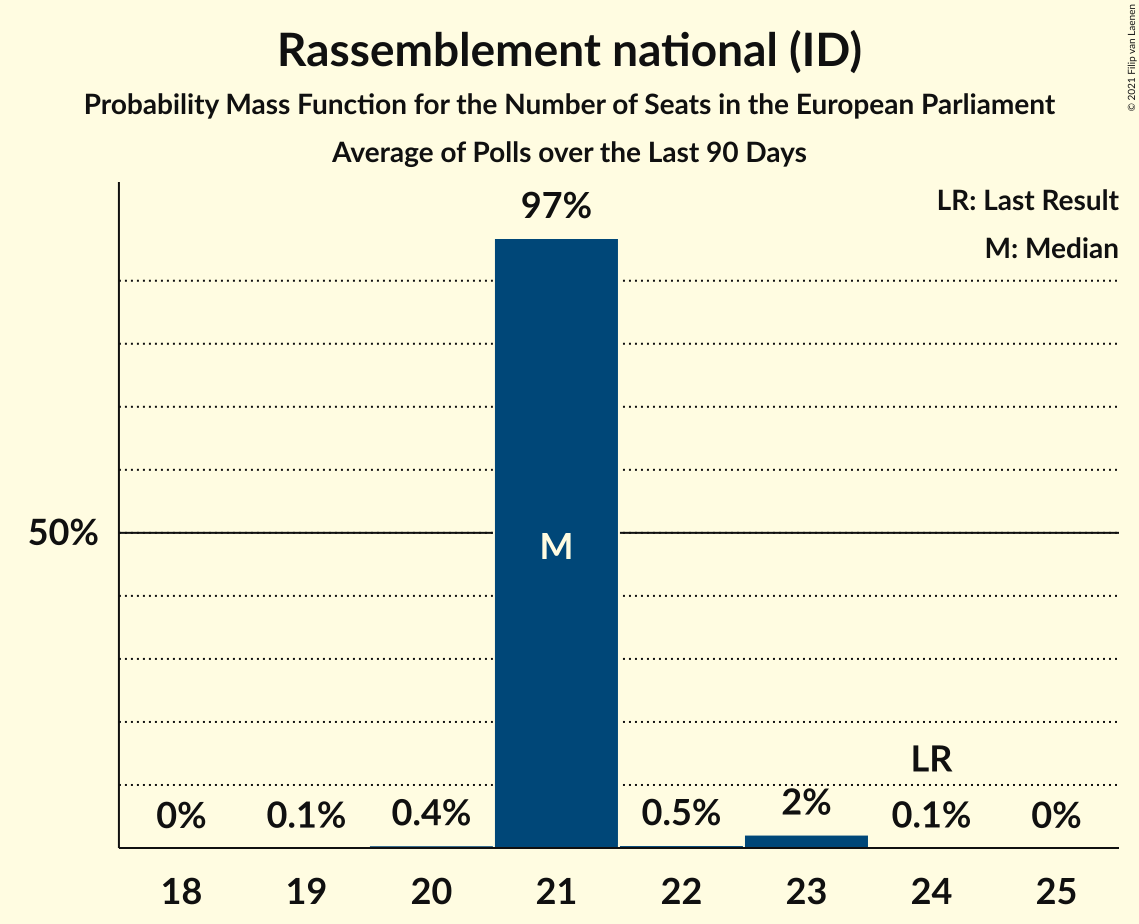 Rassemblement national (ID)
Probability Mass Function for the Number of Seats in the European Parliament
Average of Polls over the Last 90 Days
© 2021 Filip van Laenen
LR: Last Result
M: Median
97%
50%
M
LR
0% 0.1% 0.4% 0.5% 2% 0.1% 0%
18 19 20 21 22 23 24 25